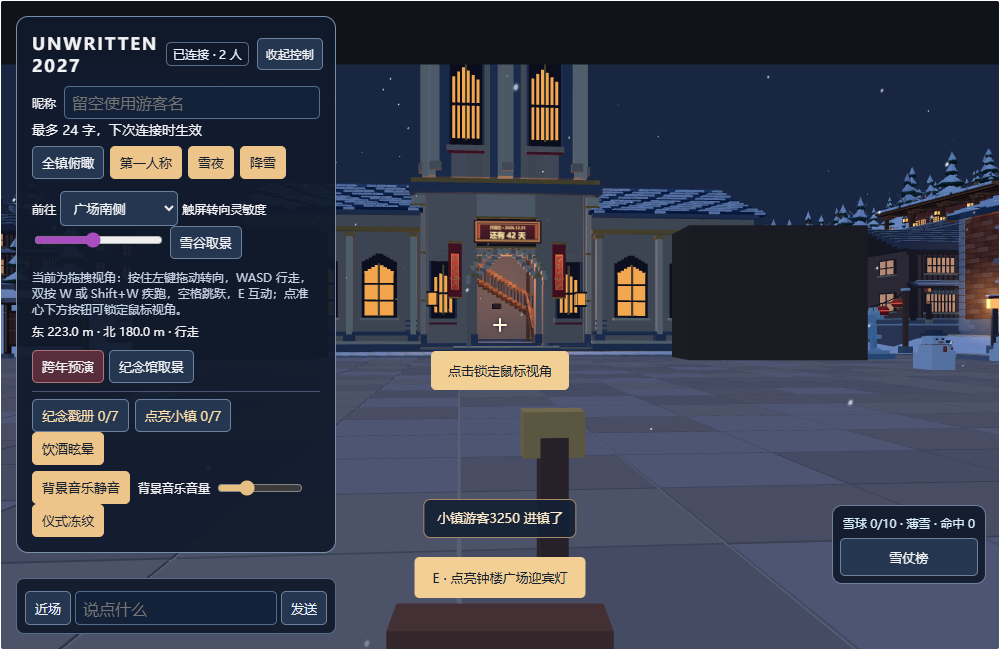 UNWRITTEN
2027
已连接 · 2 人
收起控制
昵称
留空使用游客名
最多 24 字，下次连接时生效
全镇俯瞰
第一人称
雪夜
降雪
前往
广场南侧
触屏转向灵敏度
雪谷取景
当前为拖拽视角：按住左键拖动转向，WASD 行走，
双按 W 或 Shift+W 疾跑，空格跳跃，E 互动；点准
心下方按钮可锁定鼠标视角。
东 223.0 m · 北 180.0 m · 行走
跨年预演
纪念馆取景
纪念戳册 0/7
点亮小镇 0/7
饮酒眩晕
背景音乐静音
背景音乐音量
仪式冻纹
近场
说点什么
发送
还有 42 天
点击锁定鼠标视角
小镇游客3250 进镇了
E · 点亮钟楼广场迎宾灯
雪球 0/10 · 薄雪 · 命中 0
雪仗榜